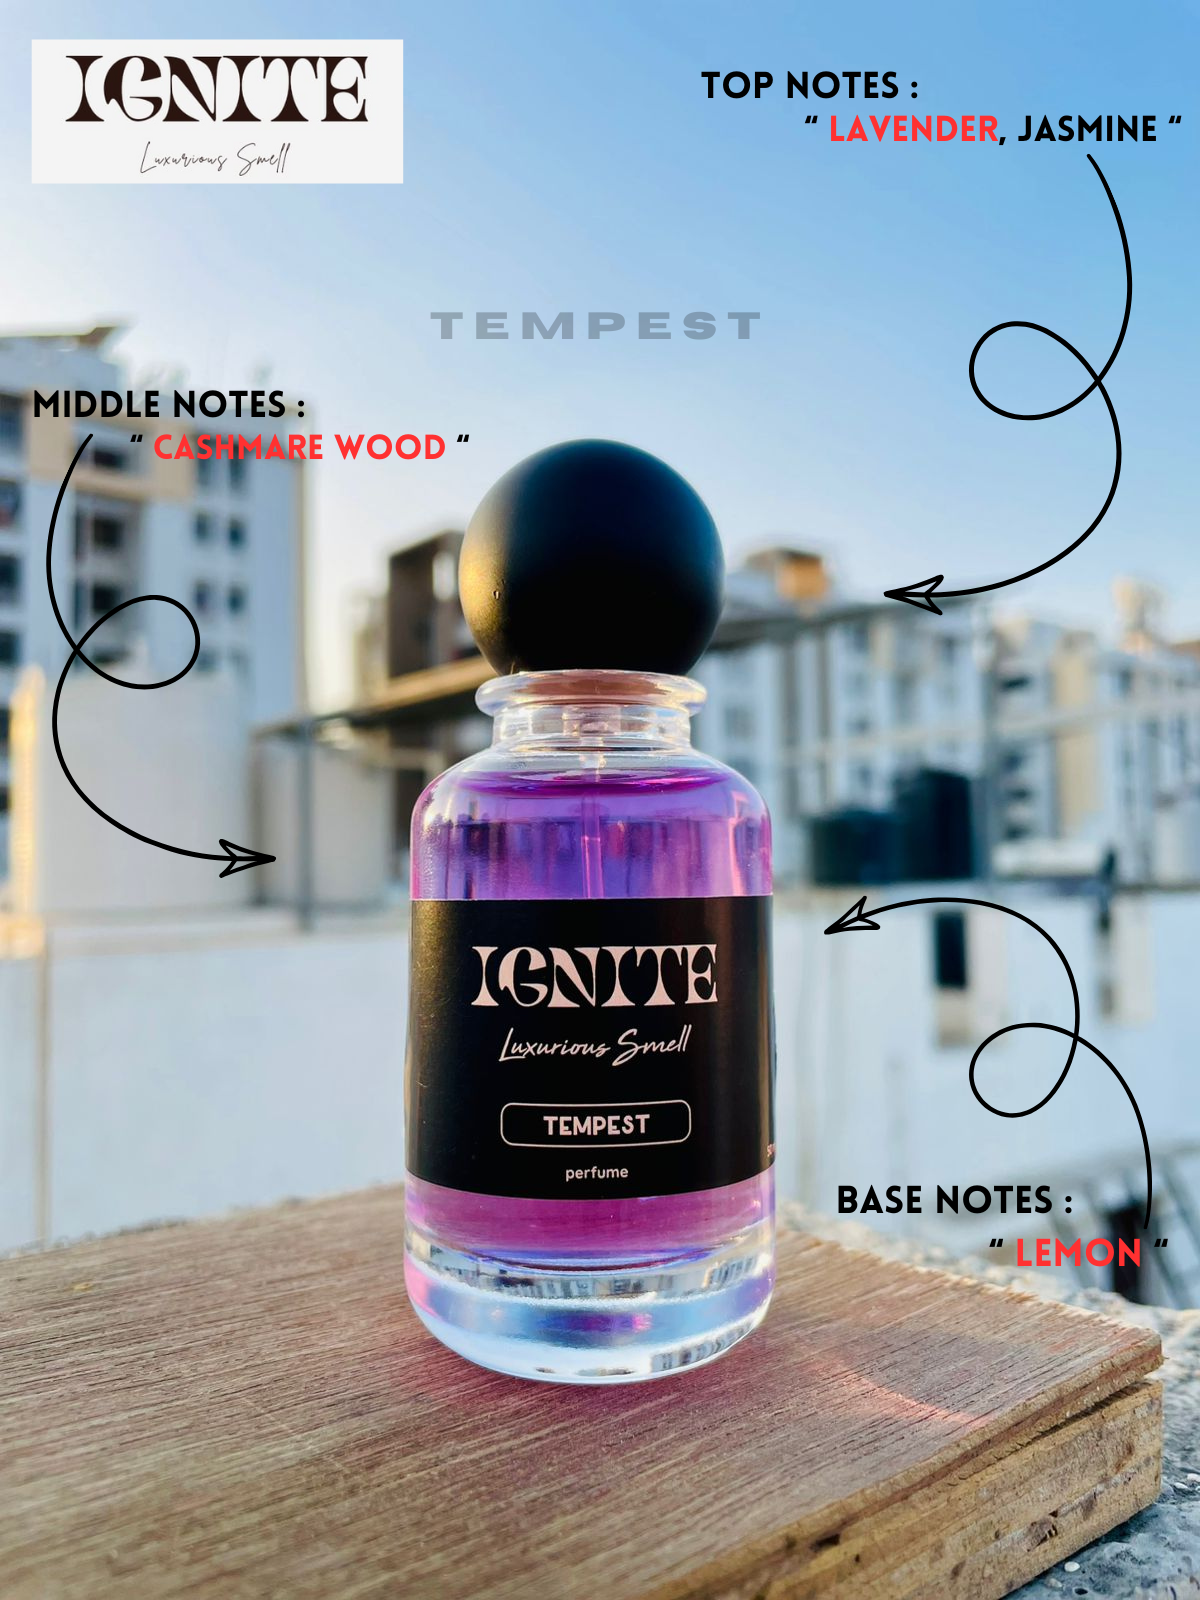 IGNITE
Luxurious Smell
TOP NOTES :
“ LAVENDER, JASMINE “
TEMPEST
MIDDLE NOTES :
“ CASHMARE WOOD “
IGNITE
Luxurious Smell
TEMPEST
perfume
BASE NOTES :
“ LEMON “